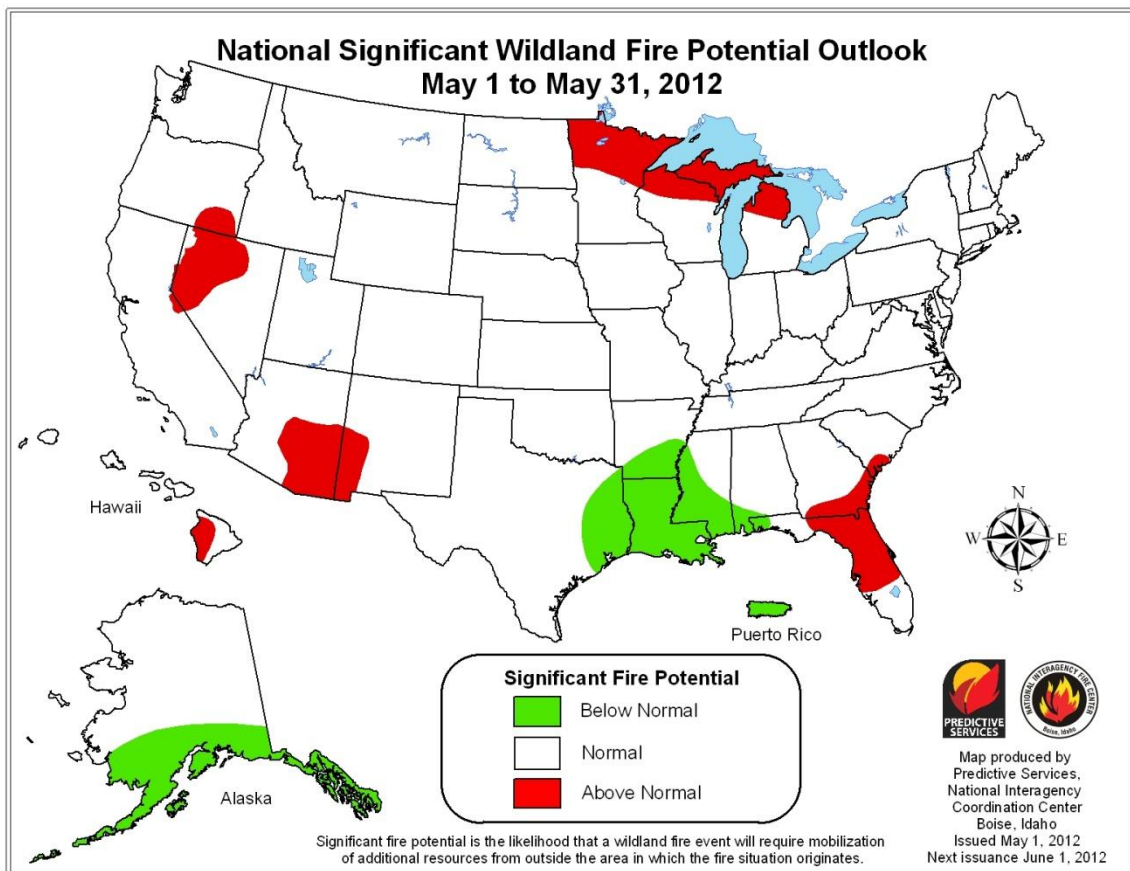 National Significant Wildland Fire Potential Outlook
May 1 to May 31, 2012
Hawaii
N
W
E
S
Puerto Rico
Alaska
Significant Fire Potential
Below Normal
Normal
Above Normal
PREDICTIVE
SERVICES
NATIONAL INTERAGENCY FIRE CENTER
Boise, Idaho
Map produced by
Predictive Services,
National Interagency
Coordination Center
Boise, Idaho
Issued May 1, 2012
Next issuance June 1, 2012
Significant fire potential is the likelihood that a wildland fire event will require mobilization
of additional resources from outside the area in which the fire situation originates.